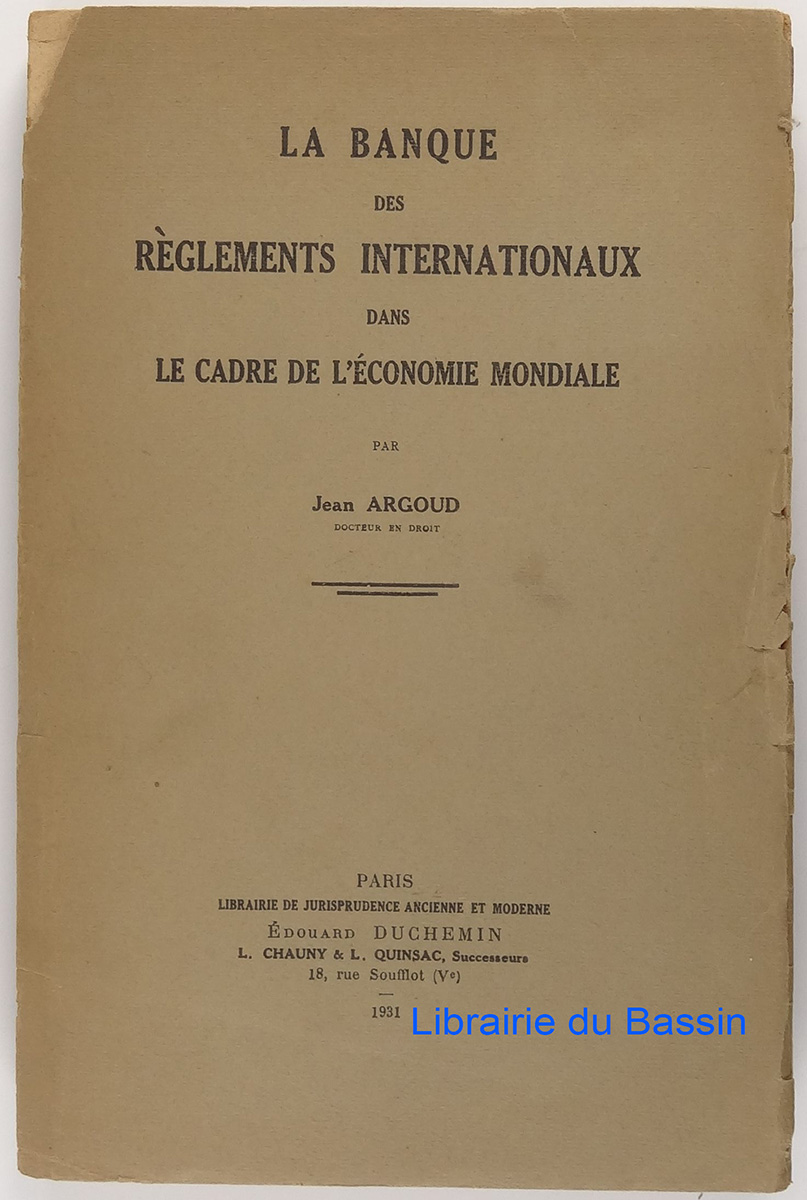 LA BANQUE
DES
RÈGLEMENTS INTERNATIONAUX
DANS
LE CADRE DE L'ÉCONOMIE MONDIALE
PAR
Jean ARGOUD
DOCTEUR EN DROIT
PARIS
LIBRAIRIE DE JURISPRUDENCE ANCIENNE ET MODERNE
ÉDOUARD DUCHEMIN
L. CHAUNY & L. QUINSAC, Successeurs
18, rue Soufflot (Ve)
1931
Librairie du Bassin